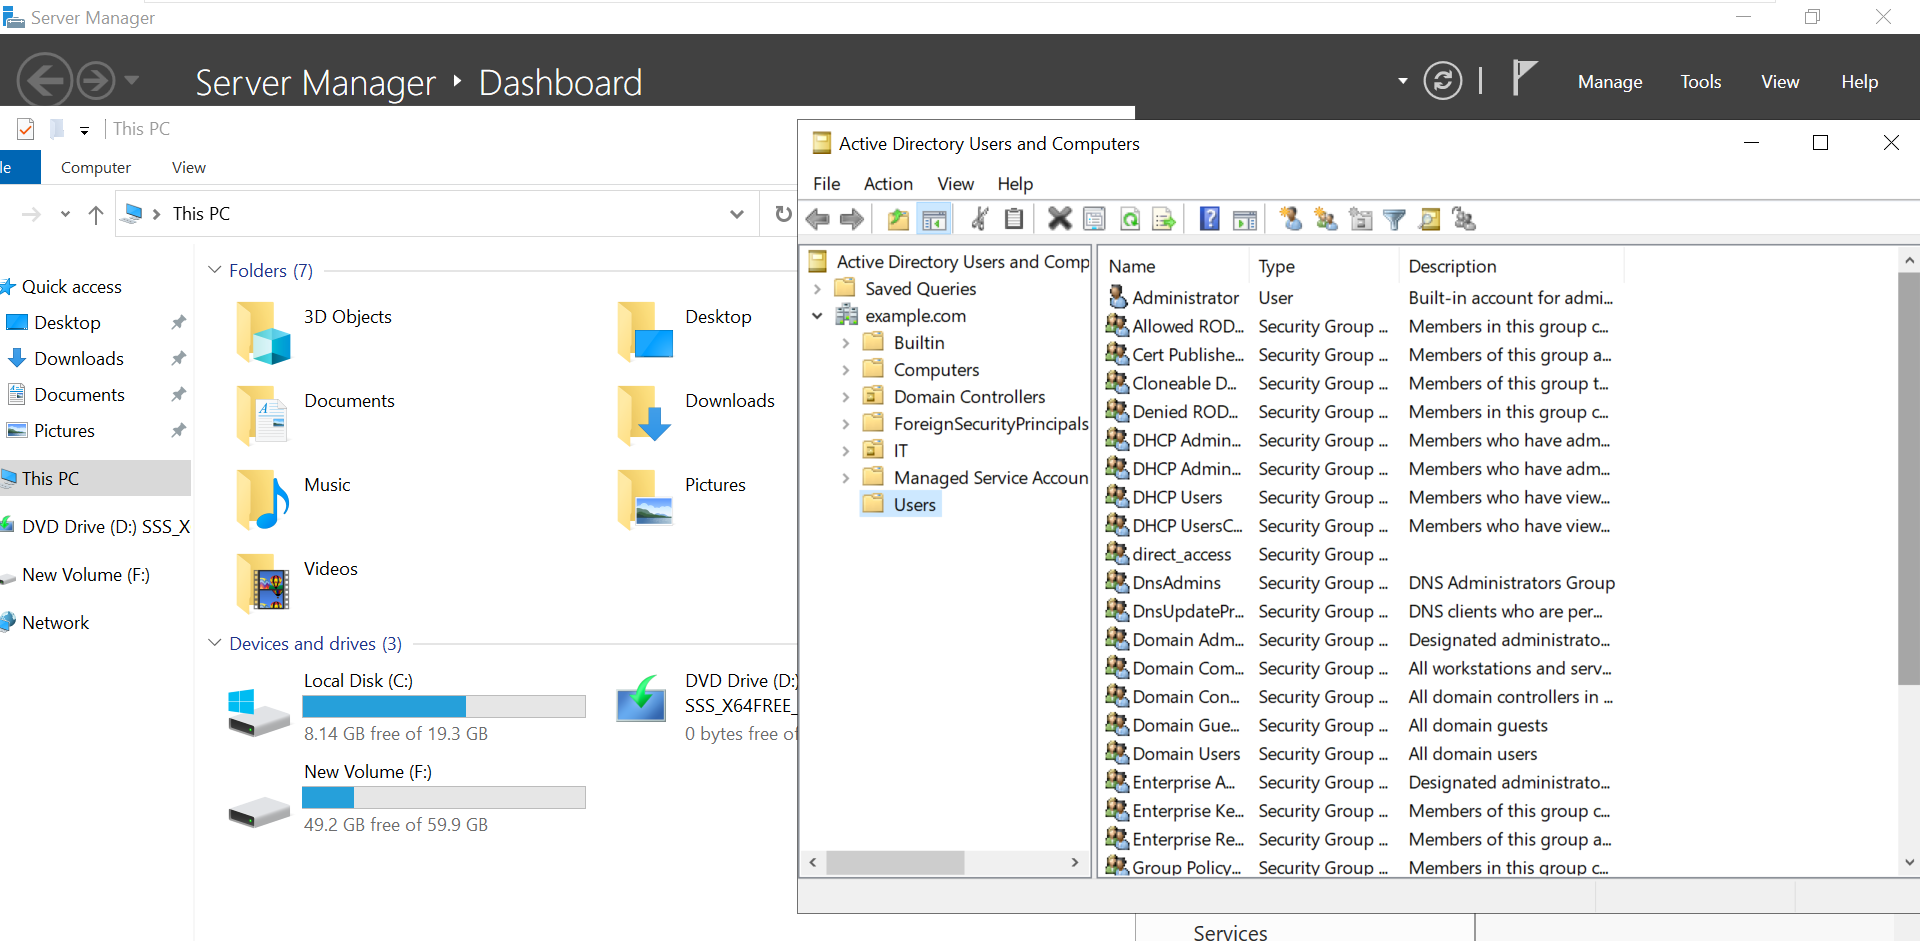 Server Manager
Server Manager ‣ Dashboard
Manage
Tools
View
Help
This PC
le
Computer
View
This PC
Quick access
Desktop
Downloads
Documents
Pictures
This PC
DVD Drive (D:) SSS_X
New Volume (F:)
Network
Folders (7)
3D Objects
Desktop
Documents
Downloads
Music
Pictures
Videos
Devices and drives (3)
Local Disk (C:)
8.14 GB free of 19.3 GB
DVD Drive (D:)
SSS_X64FREE_
0 bytes free of
New Volume (F:)
49.2 GB free of 59.9 GB
Active Directory Users and Computers
File
Action
View
Help
Active Directory Users and Comp
Saved Queries
example.com
Builtin
Computers
Domain Controllers
ForeignSecurityPrincipals
IT
Managed Service Accoun
Users
Name Type Description
Administrator User Built-in account for admi...
Allowed ROD... Security Group ... Members in this group c...
Cert Publishe... Security Group ... Members of this group a...
Cloneable D... Security Group ... Members of this group t...
Denied ROD... Security Group ... Members in this group c...
DHCP Admin... Security Group ... Members who have adm...
DHCP Admin... Security Group ... Members who have adm...
DHCP Users Security Group ... Members who have view...
DHCP UsersC... Security Group ... Members who have view...
direct_access Security Group ...
DnsAdmins Security Group ... DNS Administrators Group
DnsUpdatePr... Security Group ... DNS clients who are per...
Domain Adm... Security Group ... Designated administrato...
Domain Com... Security Group ... All workstations and serv...
Domain Con... Security Group ... All domain controllers in ...
Domain Gue... Security Group ... All domain guests
Domain Users Security Group ... All domain users
Enterprise A... Security Group ... Designated administrato...
Enterprise Ke... Security Group ... Members of this group c...
Enterprise Re... Security Group ... Members of this group a...
Group Policy... Security Group ... Members in this group c...
Services